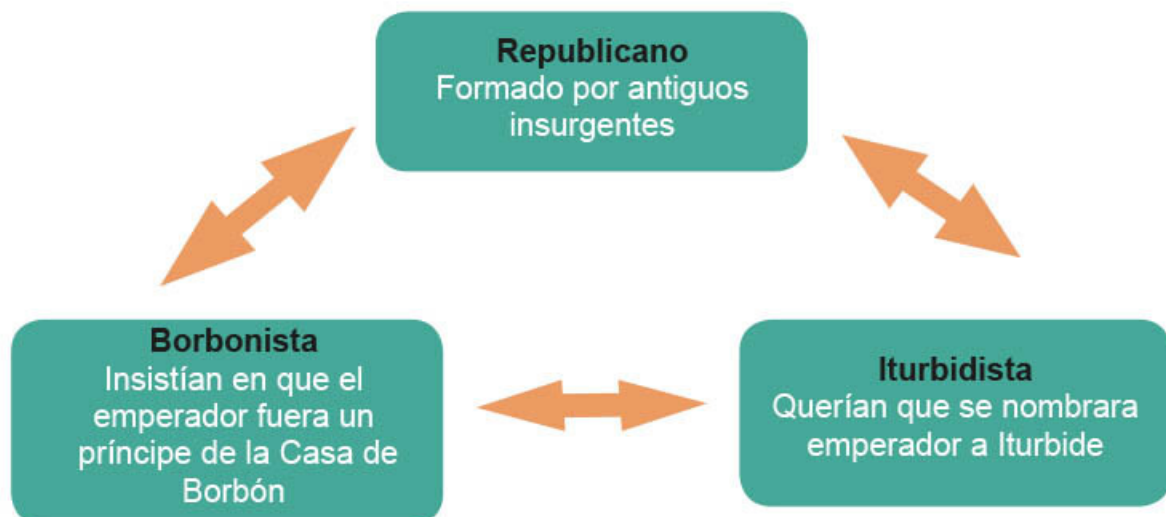 Republicano
Formado por antiguos
insurgentes
Borbonista
Insistían en que el
emperador fuera un
príncipe de la Casa de
Borbón
Iturbidista
Querían que se nombrara
emperador a Iturbide